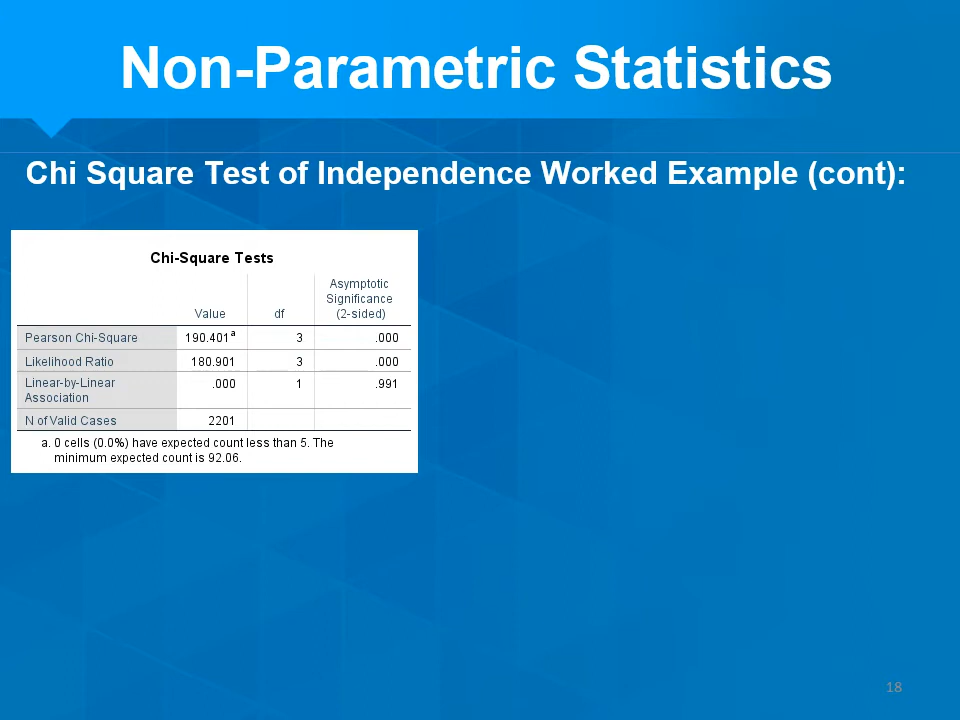 Non-Parametric Statistics
Chi Square Test of Independence Worked Example (cont):
Chi-Square Tests
Value df Asymptotic Significance (2-sided)
Pearson Chi-Square 190.401a 3 .000
Likelihood Ratio 180.901 3 .000
Linear-by-Linear Association .000 1 .991
N of Valid Cases 2201
a. 0 cells (0.0%) have expected count less than 5. The
minimum expected count is 92.06.
18